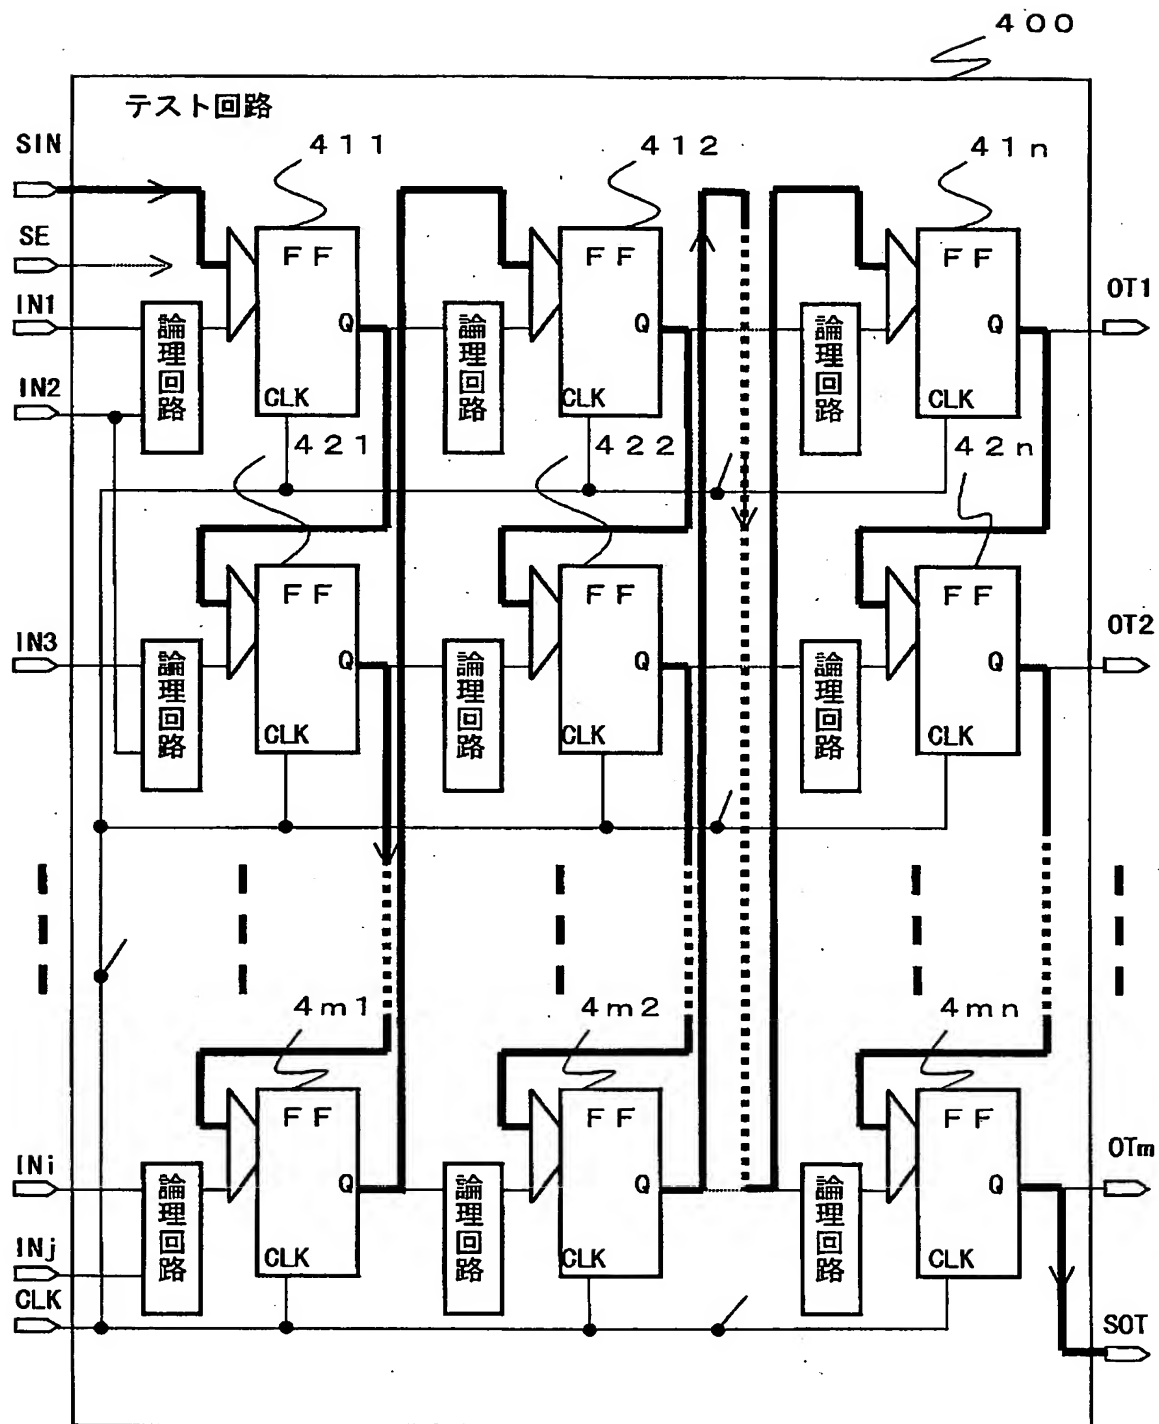 ４００
テスト回路
SIN
４１１
４１２
４１ｎ
SE
ＦＦ
ＦＦ
ＦＦ
IN1
論理回路
Q
論理回路
Q
論理回路
Q
OT1
IN2
CLK
CLK
CLK
４２１
４２２
４２ｎ
ＦＦ
ＦＦ
ＦＦ
IN3
論理回路
Q
論理回路
Q
論理回路
Q
OT2
CLK
CLK
CLK
４ｍ１
４ｍ２
４ｍｎ
ＦＦ
ＦＦ
ＦＦ
INi
論理回路
Q
論理回路
Q
論理回路
Q
OTm
INj
CLK
CLK
CLK
CLK
SOT